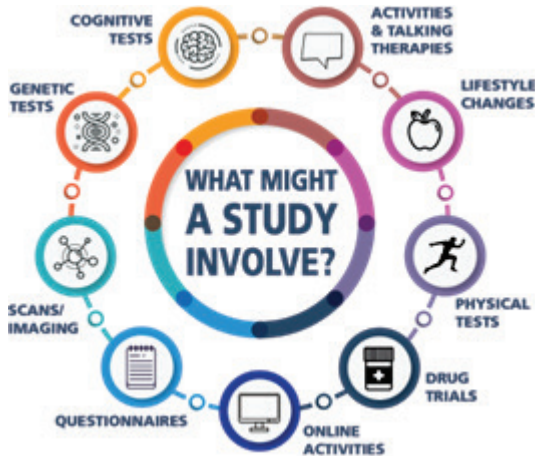 COGNITIVE
TESTS
ACTIVITIES
& TALKING
THERAPIES
GENETIC
TESTS
LIFESTYLE
CHANGES
WHAT MIGHT
A STUDY
INVOLVE?
SCANS/
IMAGING
PHYSICAL
TESTS
DRUG
TRIALS
QUESTIONNAIRES
ONLINE
ACTIVITIES